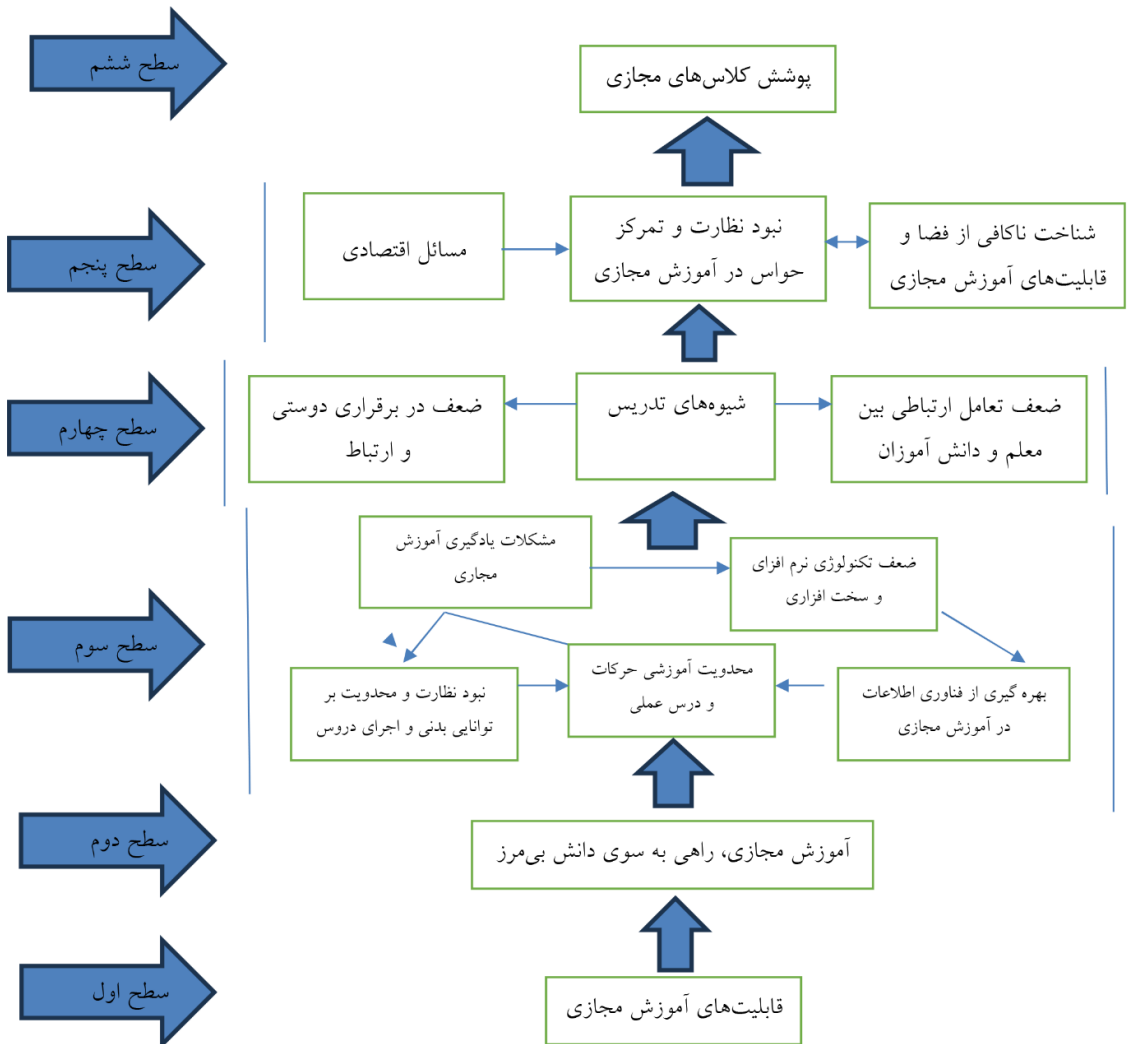 سطح ششم
پوشش کلاس‌های مجازی
سطح پنجم
شناخت ناکافی از فضا و
قابلیت‌های آموزش مجازی
نبود نظارت و تمرکز
حواس در آموزش مجازی
مسائل اقتصادی
سطح چهارم
ضعف تعامل ارتباطی بین
معلم و دانش آموزان
شیوه‌های تدریس
ضعف در برقراری دوستی
و ارتباط
سطح سوم
مشکلات یادگیری آموزش
مجاری
ضعف تکنولوژی نرم افزای
و سخت افزاری
بهره گیری از فناوری اطلاعات
در آموزش مجازی
محدویت آموزشی حرکات
و درس عملی
نبود نظارت و محدویت بر
توانایی بدنی و اجرای دروس
سطح دوم
آموزش مجازی، راهی به سوی دانش بی‌مرز
سطح اول
قابلیت‌های آموزش مجازی